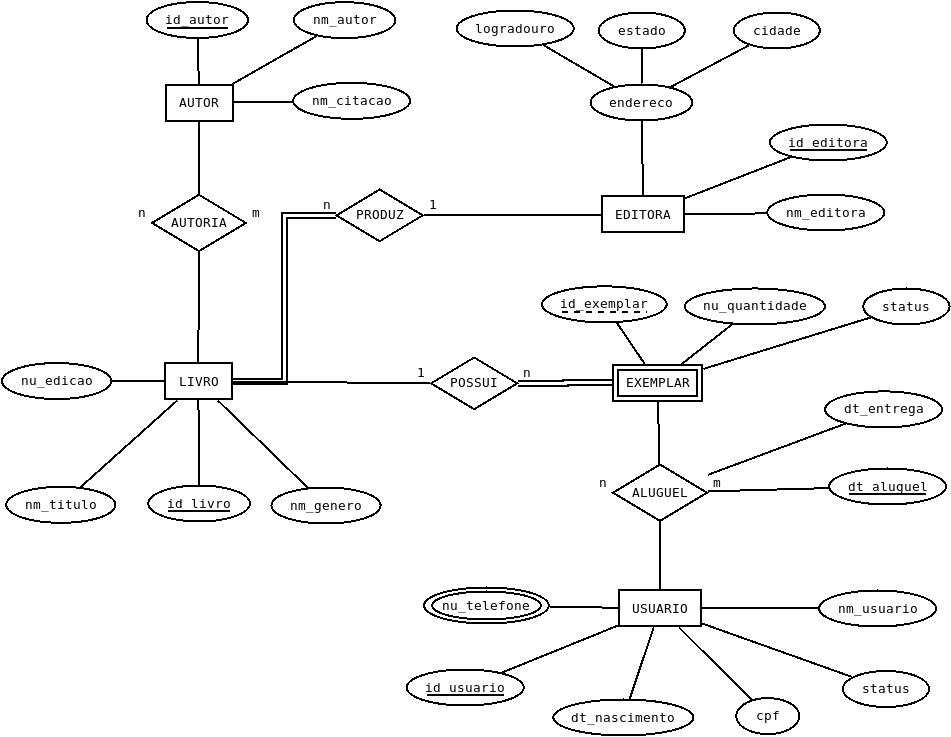 id_autor
nm_autor
logradouro
estado
cidade
AUTOR
nm_citacao
endereco
id_editora
n
AUTORIA
m
n
PRODUZ
1
EDITORA
nm_editora
id_exemplar
nu_quantidade
status
nu_edicao
LIVRO
1
POSSUI
n
EXEMPLAR
dt_entrega
nm_titulo
id_livro
nm_genero
n
ALUGUEL
m
dt_aluguel
nu_telefone
USUARIO
nm_usuario
id_usuario
dt_nascimento
cpf
status